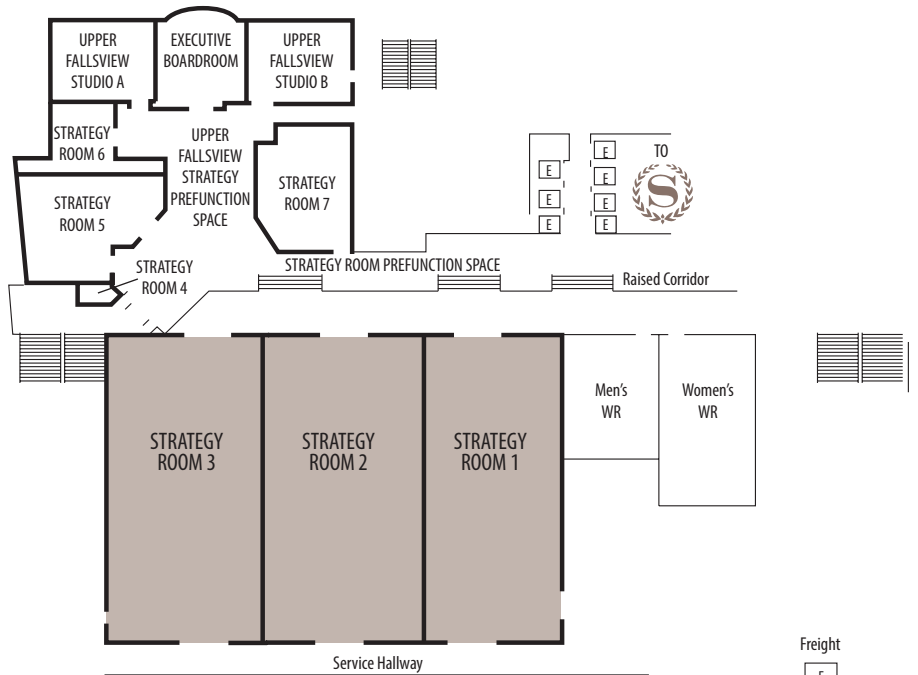 UPPER
FALLSVIEW
STUDIO A
EXECUTIVE
BOARDROOM
UPPER
FALLSVIEW
STUDIO B
STRATEGY
ROOM 6
UPPER
FALLSVIEW
STRATEGY
PREFUNCTION
SPACE
STRATEGY
ROOM 7
E
E
E
E
E
E
E
TO
S
STRATEGY
ROOM 5
STRATEGY
ROOM 4
STRATEGY ROOM PREFUNCTION SPACE
Raised Corridor
STRATEGY
ROOM 3
STRATEGY
ROOM 2
STRATEGY
ROOM 1
Men's
WR
Women's
WR
Service Hallway
Freight
E